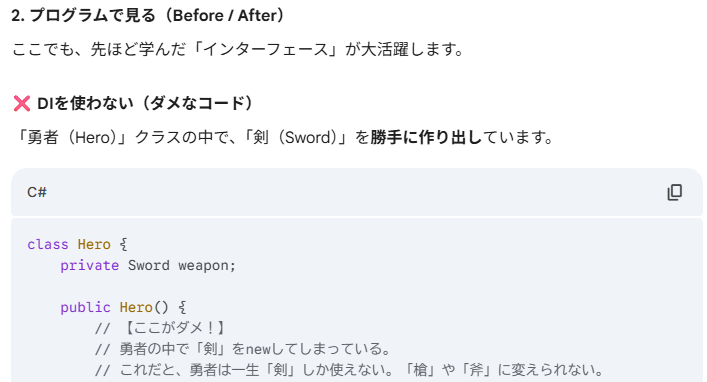 2. プログラムで見る（Before / After）
ここでも、先ほど学んだ「インターフェース」が大活躍します。
❌ DIを使わない（ダメなコード）
「勇者（Hero）」クラスの中で、「剣（Sword）」を勝手に作り出しています。
C#
class Hero {
    private Sword weapon;
    public Hero() {
        // 【ここがダメ！】
        // 勇者の中で「剣」をnewしてしまっている。
        // これだと、勇者は一生「剣」しか使えない。「槍」や「斧」に変えられない。